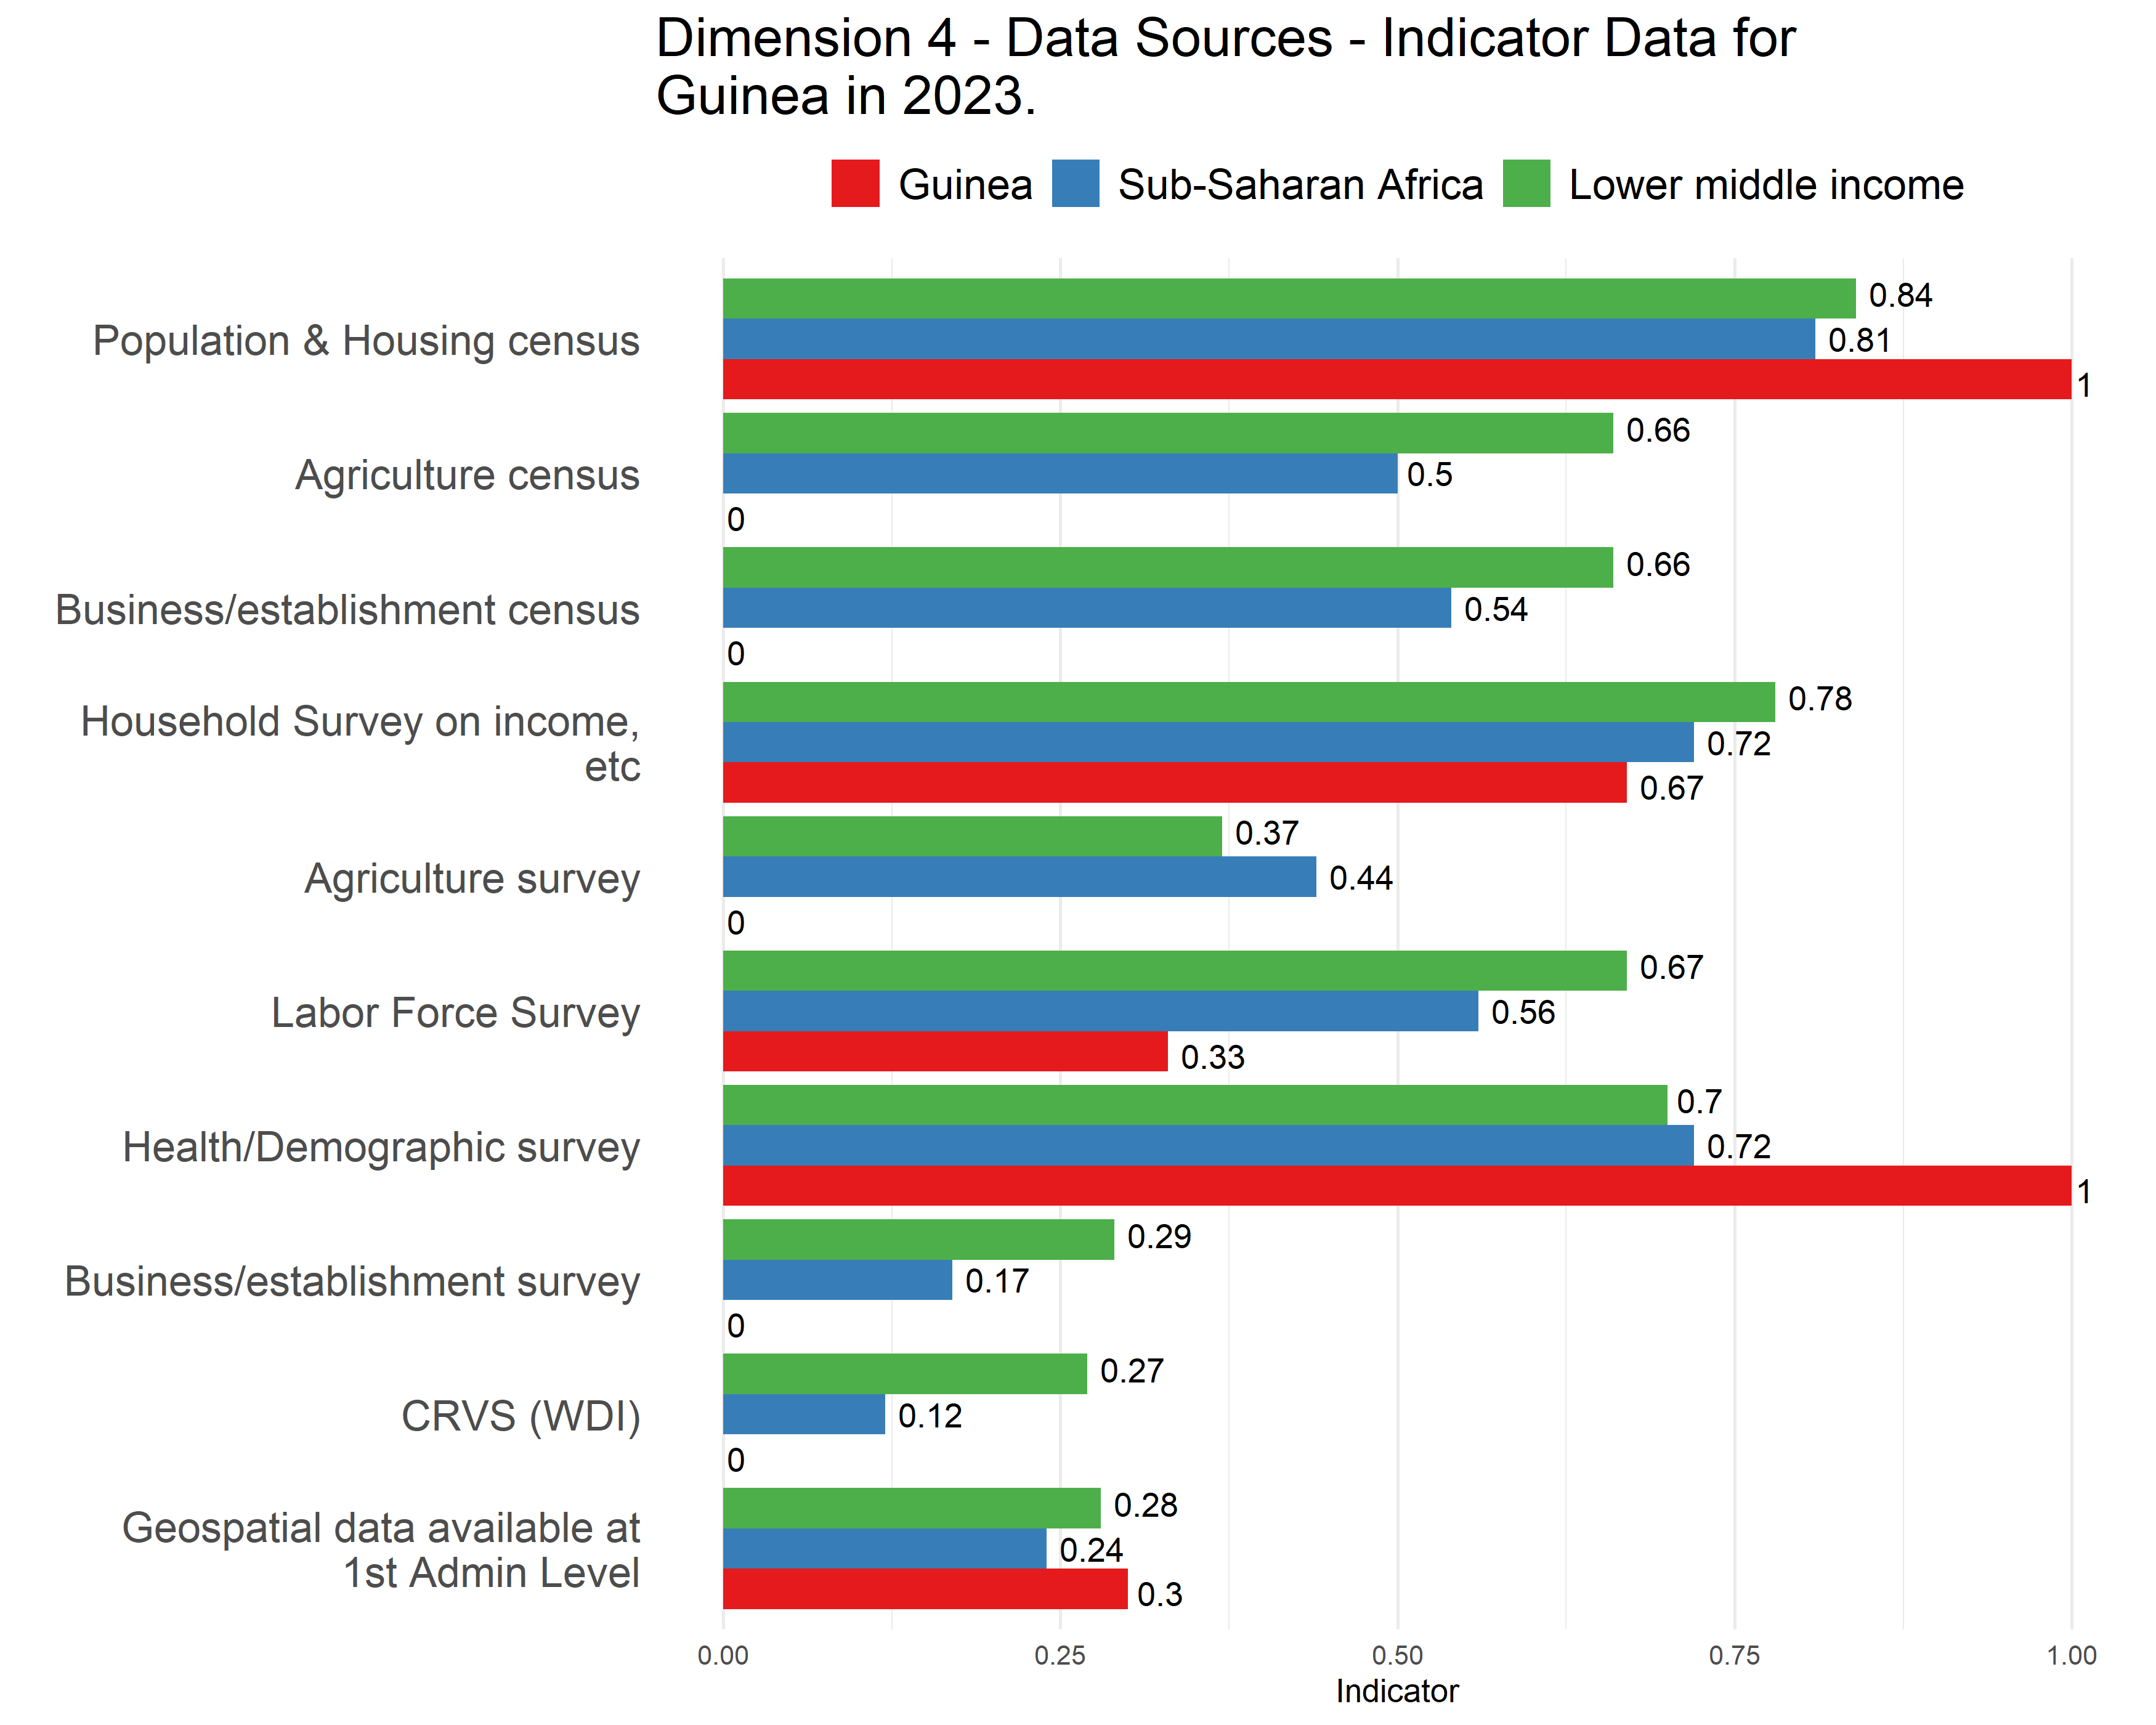 Dimension 4 - Data Sources - Indicator Data for
Guinea in 2023.
Guinea
Sub-Saharan Africa
Lower middle income
Population & Housing census
0.84
0.81
1
Agriculture census
0.66
0.5
0
Business/establishment census
0.66
0.54
0
Household Survey on income,
etc
0.78
0.72
0.67
Agriculture survey
0.37
0.44
0
Labor Force Survey
0.67
0.56
0.33
Health/Demographic survey
0.7
0.72
1
Business/establishment survey
0.29
0.17
0
CRVS (WDI)
0.27
0.12
0
Geospatial data available at
1st Admin Level
0.28
0.24
0.3
0.00
0.25
0.50
0.75
1.00
Indicator